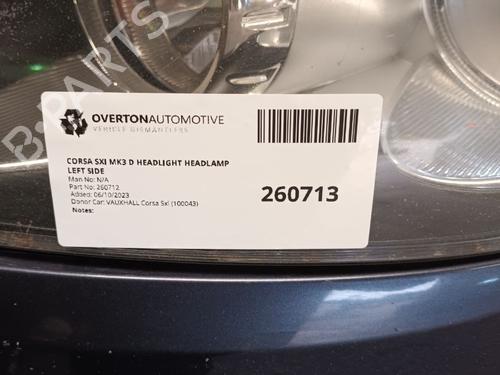 B-PARTS
OVERTONAUTOMOTIVE
VEHICLE DISMANTLERS
CORSA SXI MK3 D HEADLIGHT HEADLAMP
LEFT SIDE
Man No: N/A
Part No: 260712
Added: 06/10/2023
Donor Car: VAUXHALL Corsa Sxi (100043)
Notes:
260713